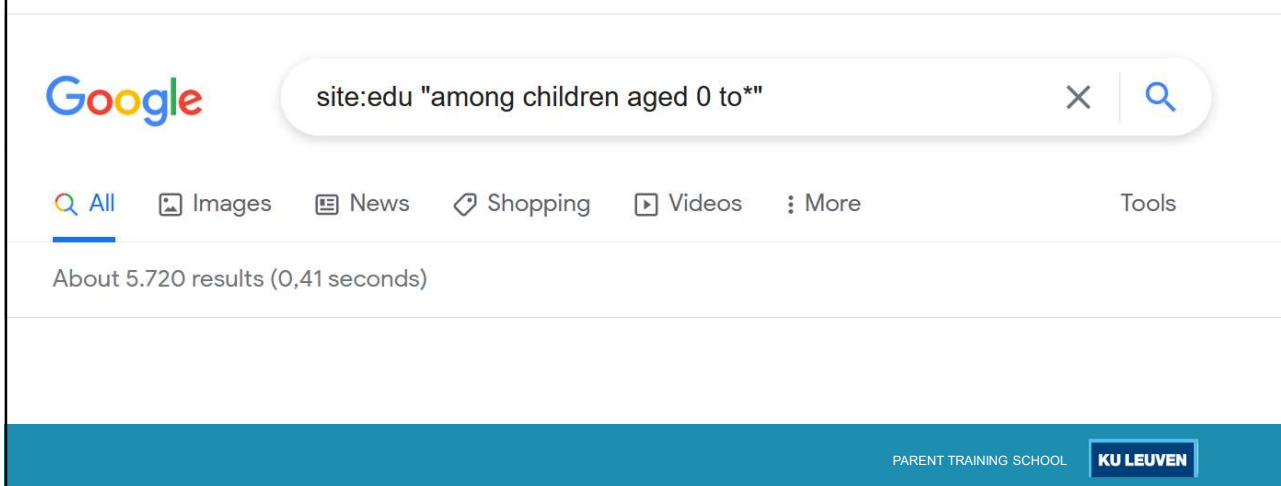 Google site:edu "among children aged 0 to*"
All Images News Shopping Videos More Tools
About 5.720 results (0,41 seconds)
PARENT TRAINING SCHOOL KU LEUVEN